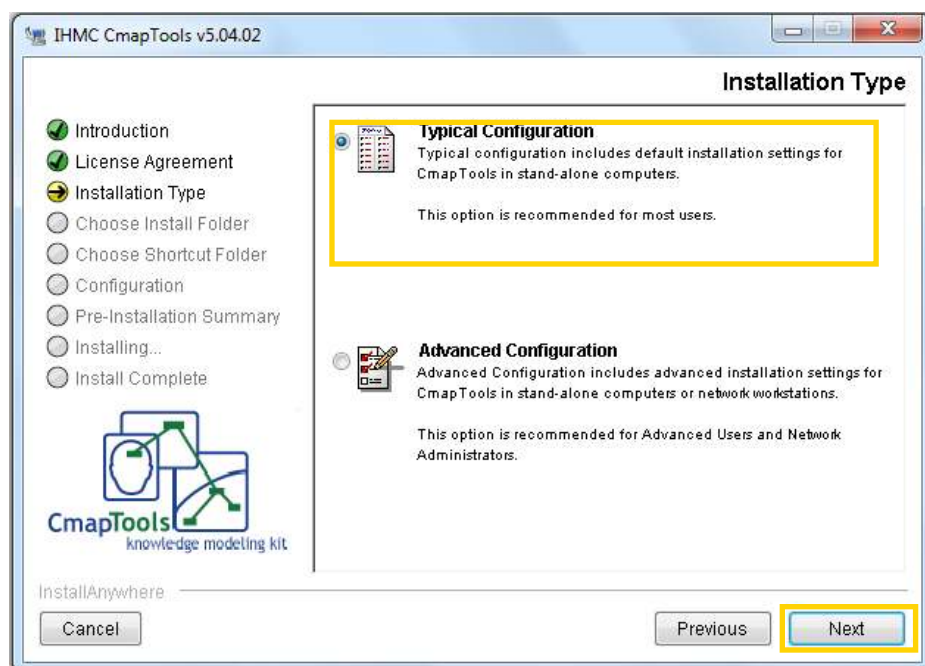 IHMC CmapTools v5.04.02
Installation Type
Introduction
License Agreement
Installation Type
Choose Install Folder
Choose Shortcut Folder
Configuration
Pre-Installation Summary
Installing...
Install Complete
CmapTools
knowledge modeling kit
Typical Configuration
Typical configuration includes default installation settings for
CmapTools in stand-alone computers.
This option is recommended for most users.
Advanced Configuration
Advanced Configuration includes advanced installation settings for
CmapTools in stand-alone computers or network workstations.
This option is recommended for Advanced Users and Network
Administrators.
InstallAnywhere
Cancel
Previous
Next